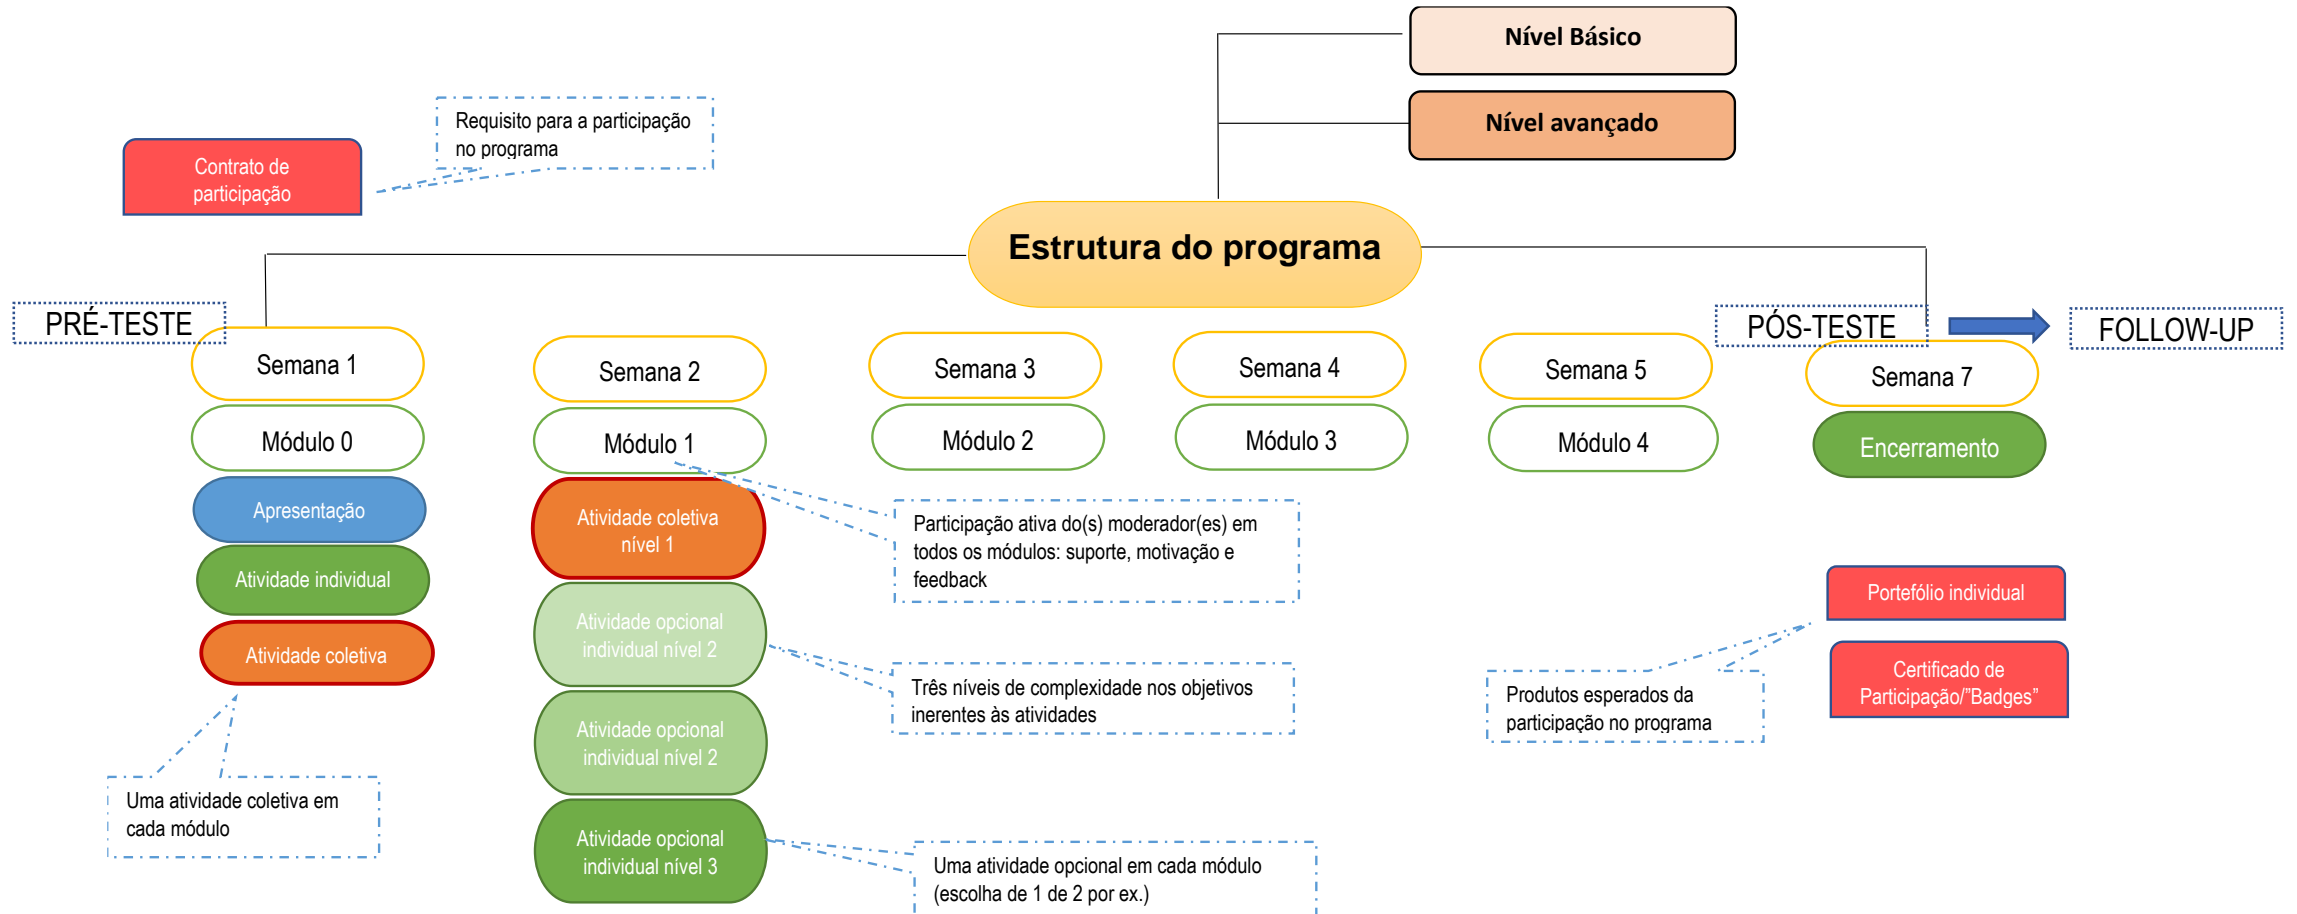 Nível Básico
Nível avançado
Requisito para a participação
no programa
Contrato de
participação
Estrutura do programa
PRÉ-TESTE
PÓS-TESTE
FOLLOW-UP
Semana 1
Semana 2
Semana 3
Semana 4
Semana 5
Semana 7
Módulo 0
Módulo 1
Módulo 2
Módulo 3
Módulo 4
Encerramento
Apresentação
Atividade individual
Atividade coletiva
Uma atividade coletiva em
cada módulo
Atividade coletiva
nível 1
Atividade opcional
individual nível 2
Atividade opcional
individual nível 2
Atividade opcional
individual nível 3
Participação ativa do(s) moderador(es) em
todos os módulos: suporte, motivação e
feedback
Três níveis de complexidade nos objetivos
inerentes às atividades
Uma atividade opcional em cada módulo
(escolha de 1 de 2 por ex.)
Produtos esperados da
participação no programa
Portefólio individual
Certificado de
Participação/”Badges”